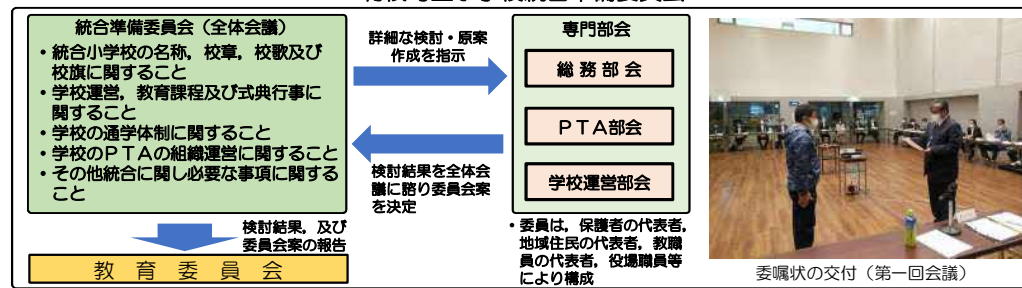 統合準備委員会（全体会議）
・統合小学校の名称，校章，校歌及び
校旗に関すること
・学校運営，教育課程及び式典行事に
関すること
・学校の通学体制に関すること
・学校のＰＴＡの組織運営に関すること
・その他統合に関し必要な事項に関する
こと
詳細な検討・原案
作成を指示
検討結果を全体会
議に諮り委員会案
を決定
専門部会
総務部会
ＰＴＡ部会
学校運営部会
・委員は，保護者の代表者，
地域住民の代表者，教職
員の代表者，役場職員等
により構成
検討結果，及び
委員会案の報告
教育委員会
委嘱状の交付（第一回会議）